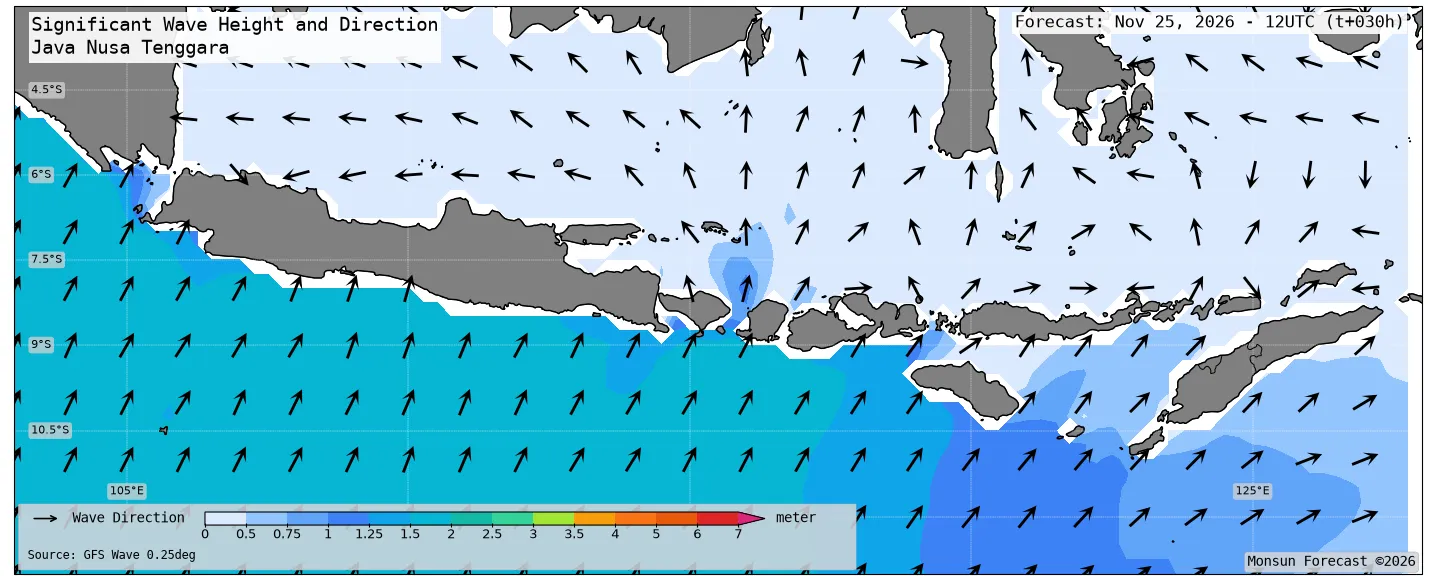 Significant Wave Height and Direction
Java Nusa Tenggara
Forecast: Nov 25, 2026 - 12UTC (t+030h)
4.5°S
6°S
7.5°S
9°S
10.5°S
105°E
125°E
Wave Direction
0 0.5 0.75 1 1.25 1.5 2 2.5 3 3.5 4 5 6 7
meter
Source: GFS Wave 0.25deg
Monsun Forecast ©2026